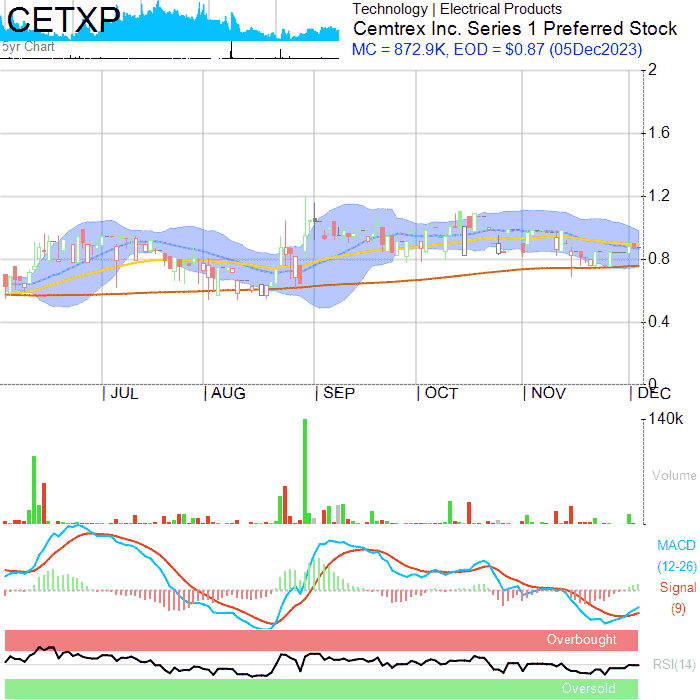 CETXP
5yr Chart
Technology | Electrical Products
Cemtrex Inc. Series 1 Preferred Stock
MC = 872.9K, EOD = $0.87 (05Dec2023)
2
1.6
1.2
0.8
0.4
0
JUL AUG SEP OCT NOV DEC
140k
Volume
MACD
(12-26)
Signal
(9)
Overbought
RSI(14)
Oversold